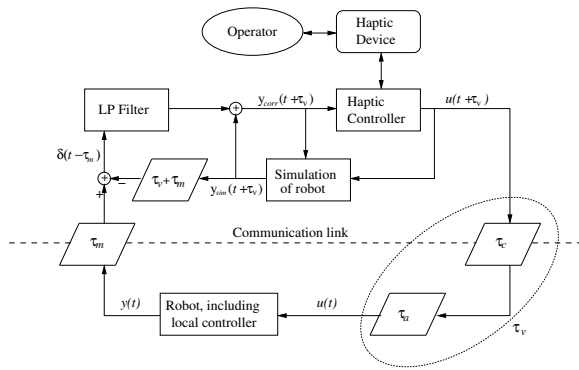 Operator
Haptic
Device
LP Filter
+
y_corr(t+τ_v)
Haptic
Controller
u(t+τ_v)
δ(t−τ_m)
+
−
+
τ_v+τ_m
y_sim(t+τ_v)
Simulation
of robot
Communication link
τ_m
τ_c
y(t)
Robot, including
local controller
u(t)
τ_a
τ_v